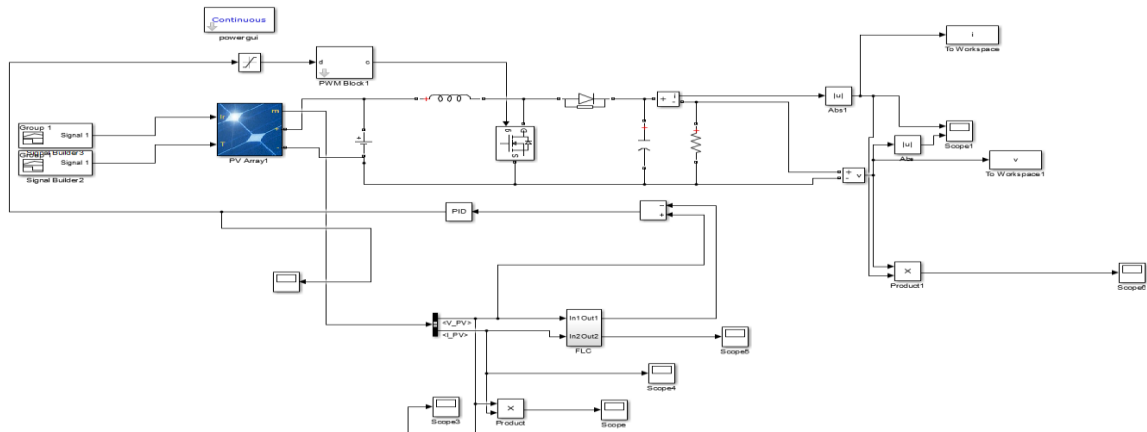 Continuous
powergui
i
To Workspace
d
PWM Block1
Abs1
|u|
Group 1
Signal 1
Signal Builder3
Group 1
Signal 1
Signal Builder2
Ir
T
m
+
-
PV Array1
g
D
S
+
-
i
|u|
Abs
Scope1
v
To Workspace1
+
-
v
PID
−
+
×
Product1
Scope6
<V_PV>
<I_PV>
In1 Out1
In2 Out2
FLC
Scope5
Scope4
Scope3
×
Product
Scope